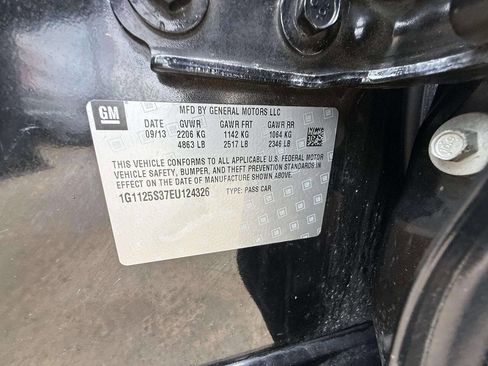 GM
MFD BY GENERAL MOTORS LLC
DATE GVWR GAWR FRT GAWR RR
09/13 2206 KG 1142 KG 1064 KG
4863 LB 2517 LB 2346 LB
THIS VEHICLE CONFORMS TO ALL APPLICABLE U.S. FEDERAL MOTOR
VEHICLE SAFETY, BUMPER, AND THEFT PREVENTION STANDARDS IN
EFFECT ON THE DATE OF MANUFACTURE SHOWN ABOVE.
1G1125S37EU124326 TYPE: PASS CAR